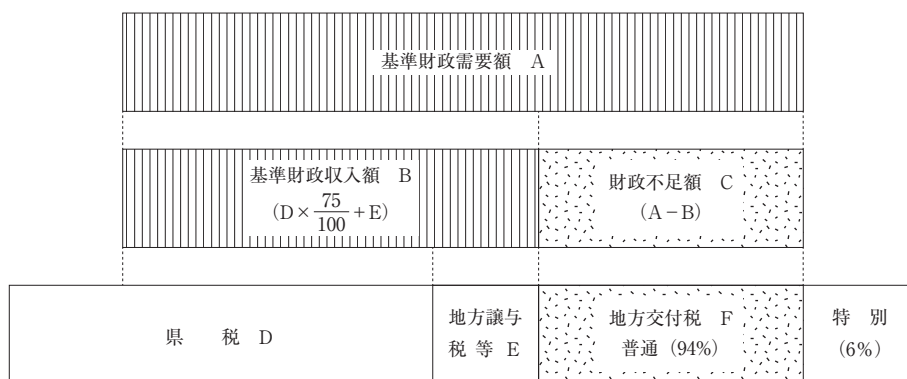 基準財政需要額 A
基準財政収入額 B
(D×75/100+E)
財政不足額 C
(A−B)
県 税 D
地方譲与
税 等 E
地方交付税 F
普通 (94%)
特 別
(6%)